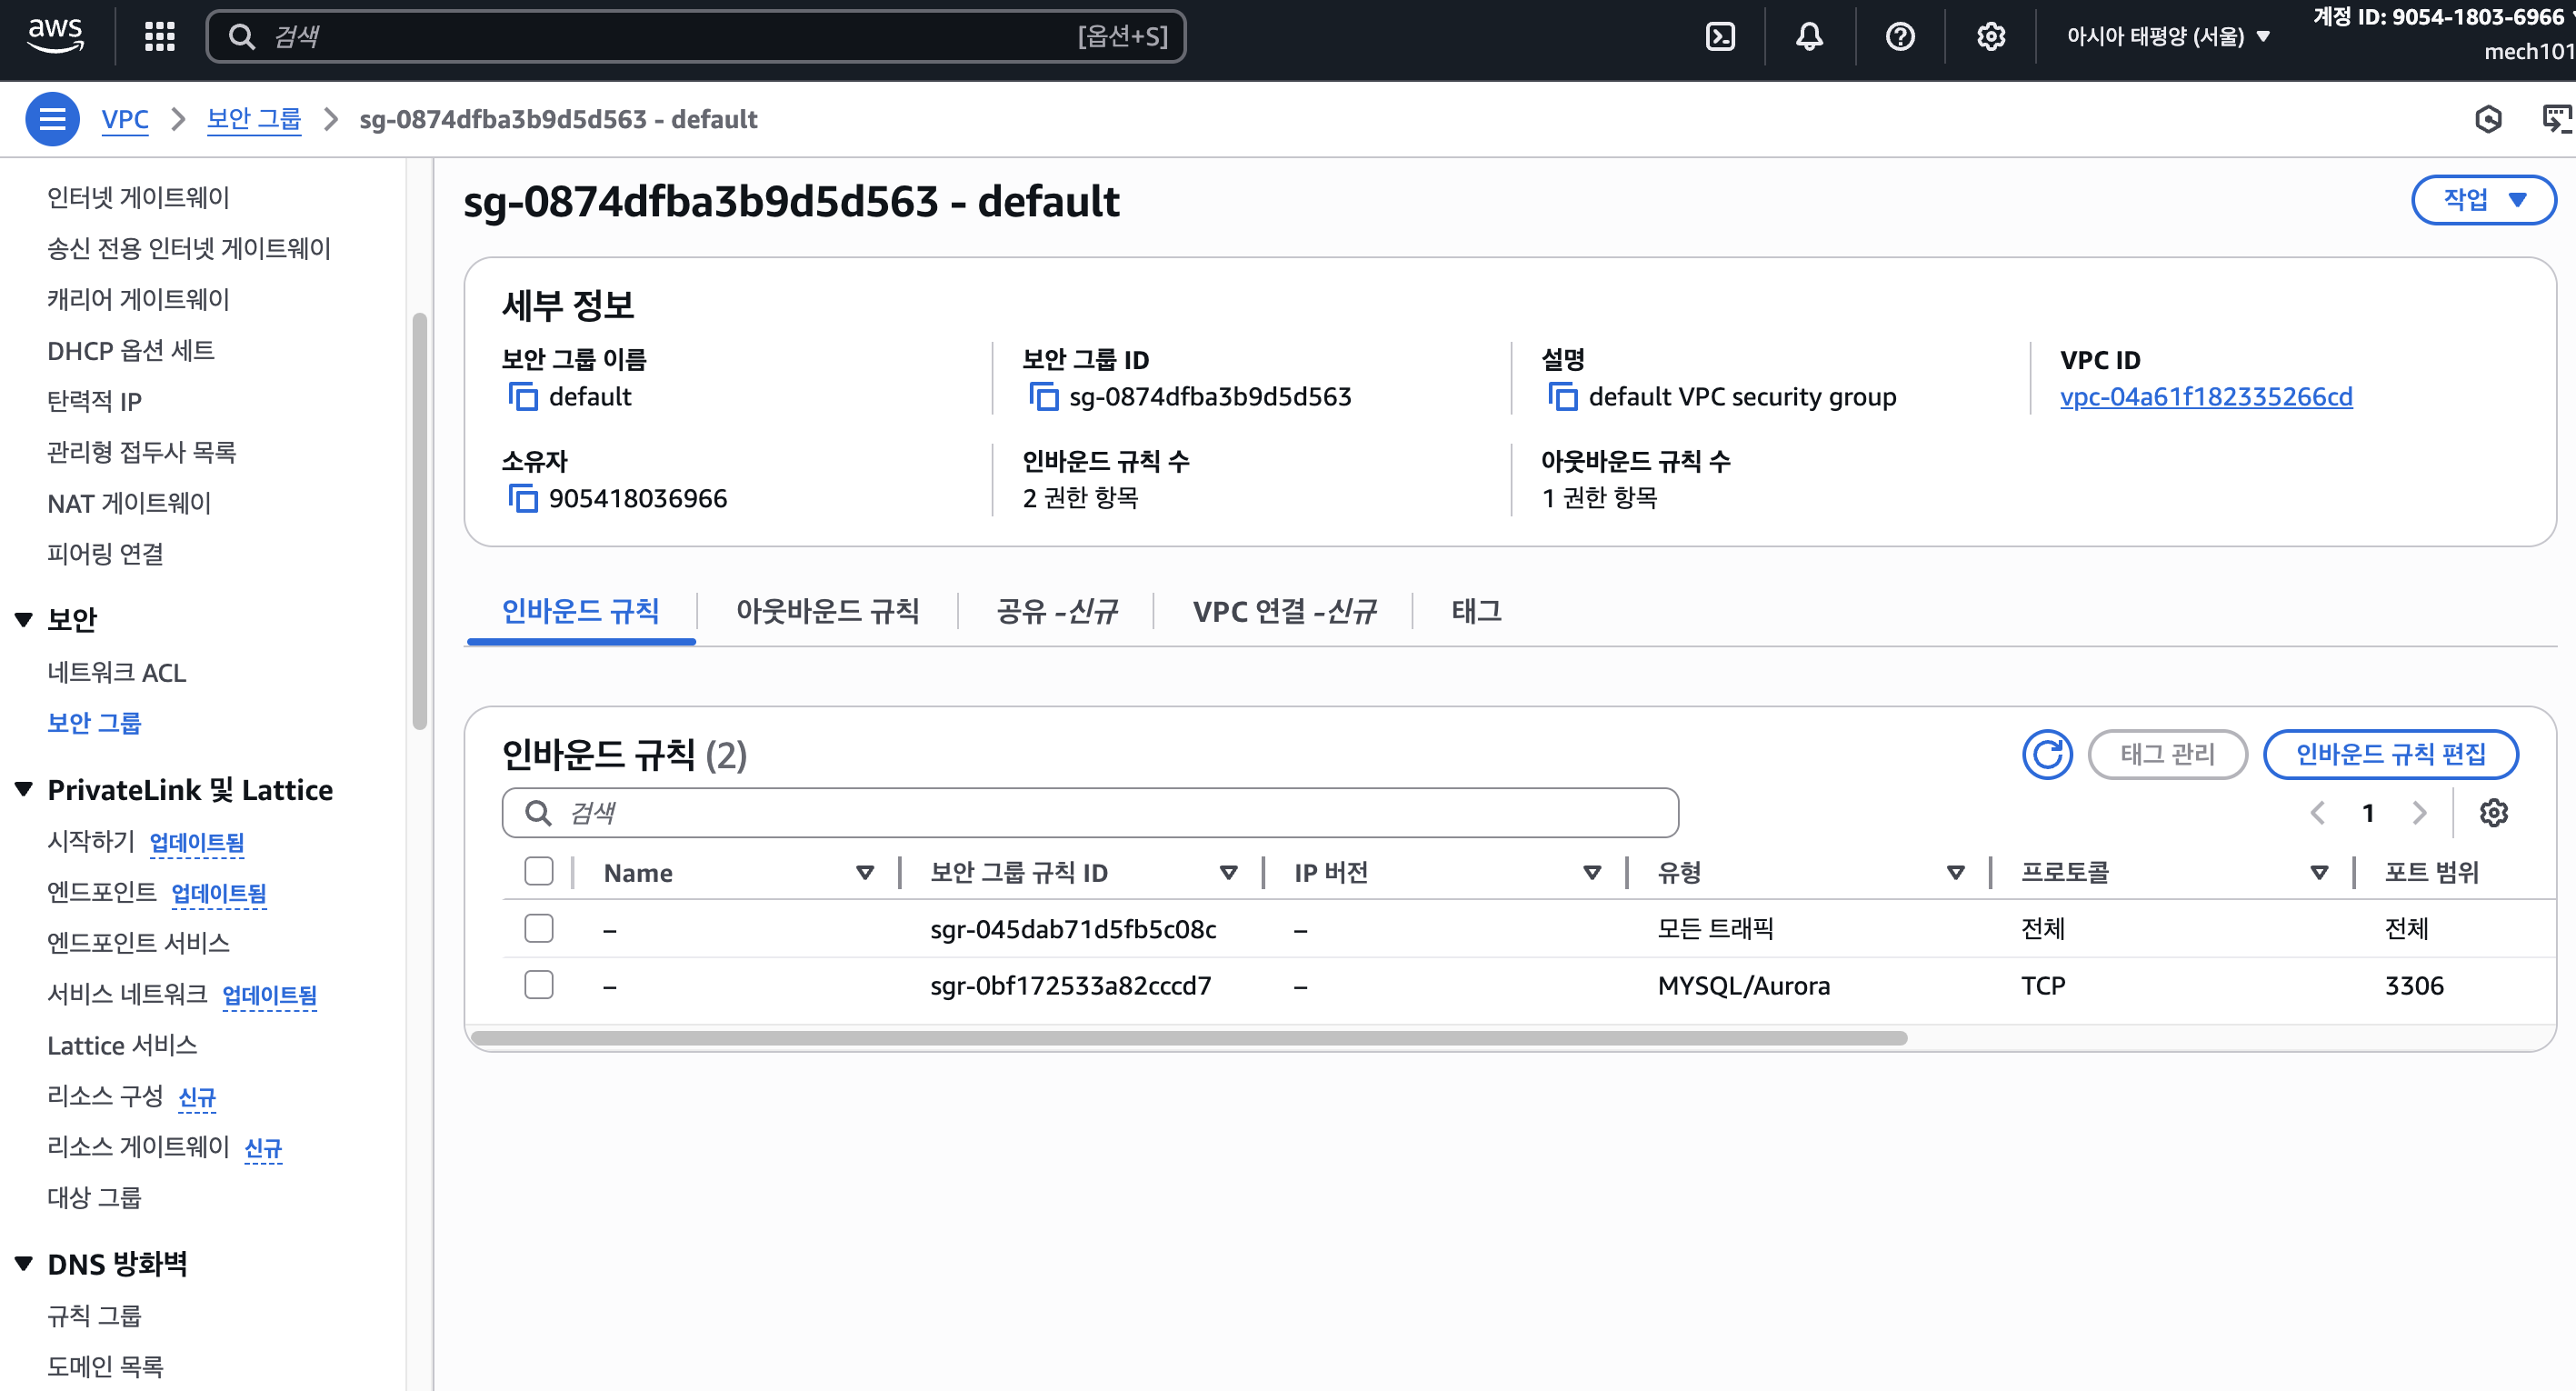 aws
검색
[옵션+S]
아시아 태평양 (서울)
계정 ID: 9054-1803-6966
mech101
VPC
보안 그룹
sg-0874dfba3b9d5d563 - default
인터넷 게이트웨이
송신 전용 인터넷 게이트웨이
캐리어 게이트웨이
DHCP 옵션 세트
탄력적 IP
관리형 접두사 목록
NAT 게이트웨이
피어링 연결
보안
네트워크 ACL
보안 그룹
PrivateLink 및 Lattice
시작하기 업데이트됨
엔드포인트 업데이트됨
엔드포인트 서비스
서비스 네트워크 업데이트됨
Lattice 서비스
리소스 구성 신규
리소스 게이트웨이 신규
대상 그룹
DNS 방화벽
규칙 그룹
도메인 목록
sg-0874dfba3b9d5d563 - default
작업
세부 정보
보안 그룹 이름
default
보안 그룹 ID
sg-0874dfba3b9d5d563
설명
default VPC security group
VPC ID
vpc-04a61f182335266cd
소유자
905418036966
인바운드 규칙 수
2 권한 항목
아웃바운드 규칙 수
1 권한 항목
인바운드 규칙
아웃바운드 규칙
공유 -신규
VPC 연결 -신규
태그
인바운드 규칙 (2)
태그 관리
인바운드 규칙 편집
검색
1
Name 보안 그룹 규칙 ID IP 버전 유형 프로토콜 포트 범위
– sgr-045dab71d5fb5c08c – 모든 트래픽 전체 전체
– sgr-0bf172533a82cccd7 – MYSQL/Aurora TCP 3306